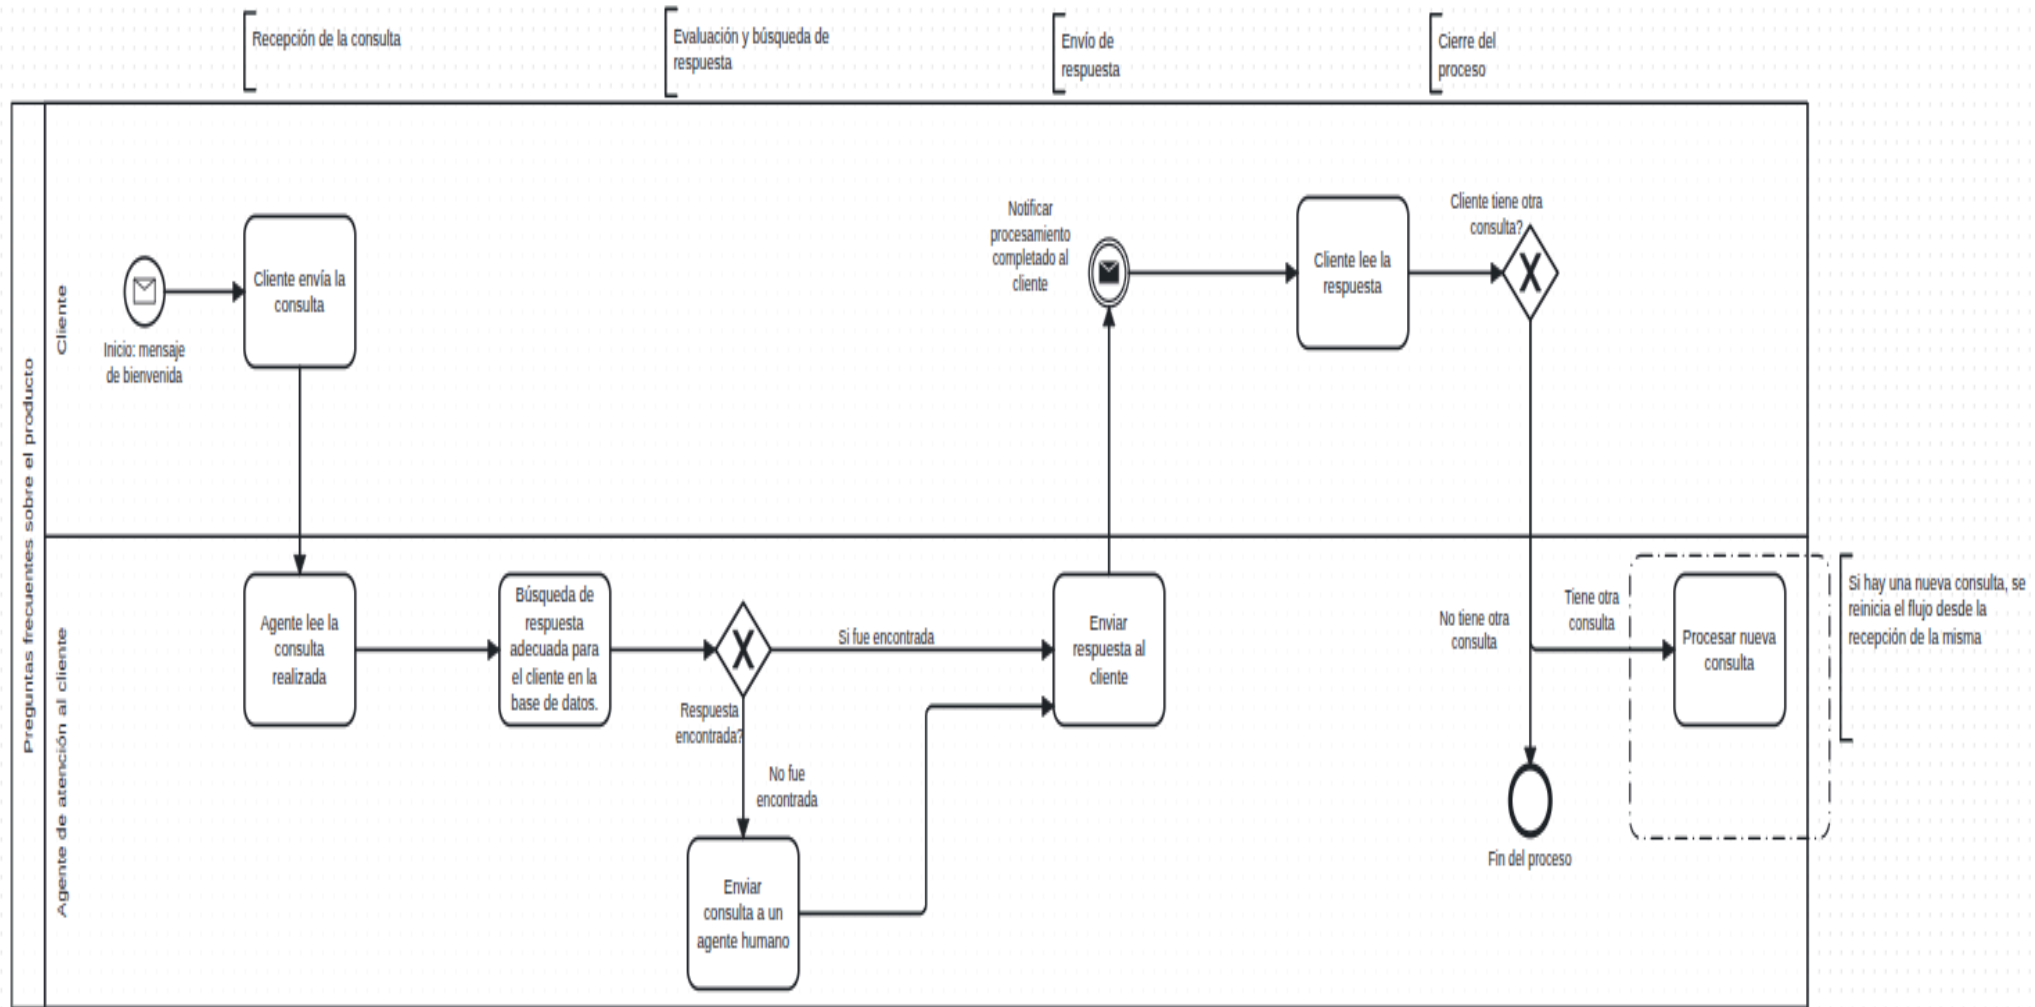 Recepción de la consulta
Evaluación y búsqueda de
respuesta
Envío de
respuesta
Cierre del
proceso
Preguntas frecuentes sobre el producto
Cliente
Inicio: mensaje
de bienvenida
Cliente envía la
consulta
Notificar
procesamiento
completado al
cliente
Cliente lee la
respuesta
Cliente tiene otra
consulta?
Agente de atención al cliente
Agente lee la
consulta
realizada
Búsqueda de
respuesta
adecuada para
el cliente en la
base de datos.
Respuesta
encontrada?
Si fue encontrada
No fue
encontrada
Enviar
consulta a un
agente humano
Enviar
respuesta al
cliente
No tiene otra
consulta
Tiene otra
consulta
Fin del proceso
Procesar nueva
consulta
Si hay una nueva consulta, se
reinicia el flujo desde la
recepción de la misma